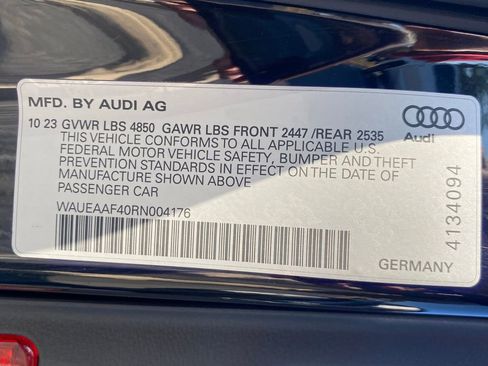 MFD. BY AUDI AG
10 23 GVWR LBS 4850 GAWR LBS FRONT 2447 /REAR 2535
THIS VEHICLE CONFORMS TO ALL APPLICABLE U.S.
FEDERAL MOTOR VEHICLE SAFETY, BUMPER AND THEFT
PREVENTION STANDARDS IN EFFECT ON THE DATE OF
MANUFACTURE SHOWN ABOVE
PASSENGER CAR
WAUEAAF40RN004176
Audi
4134094
GERMANY